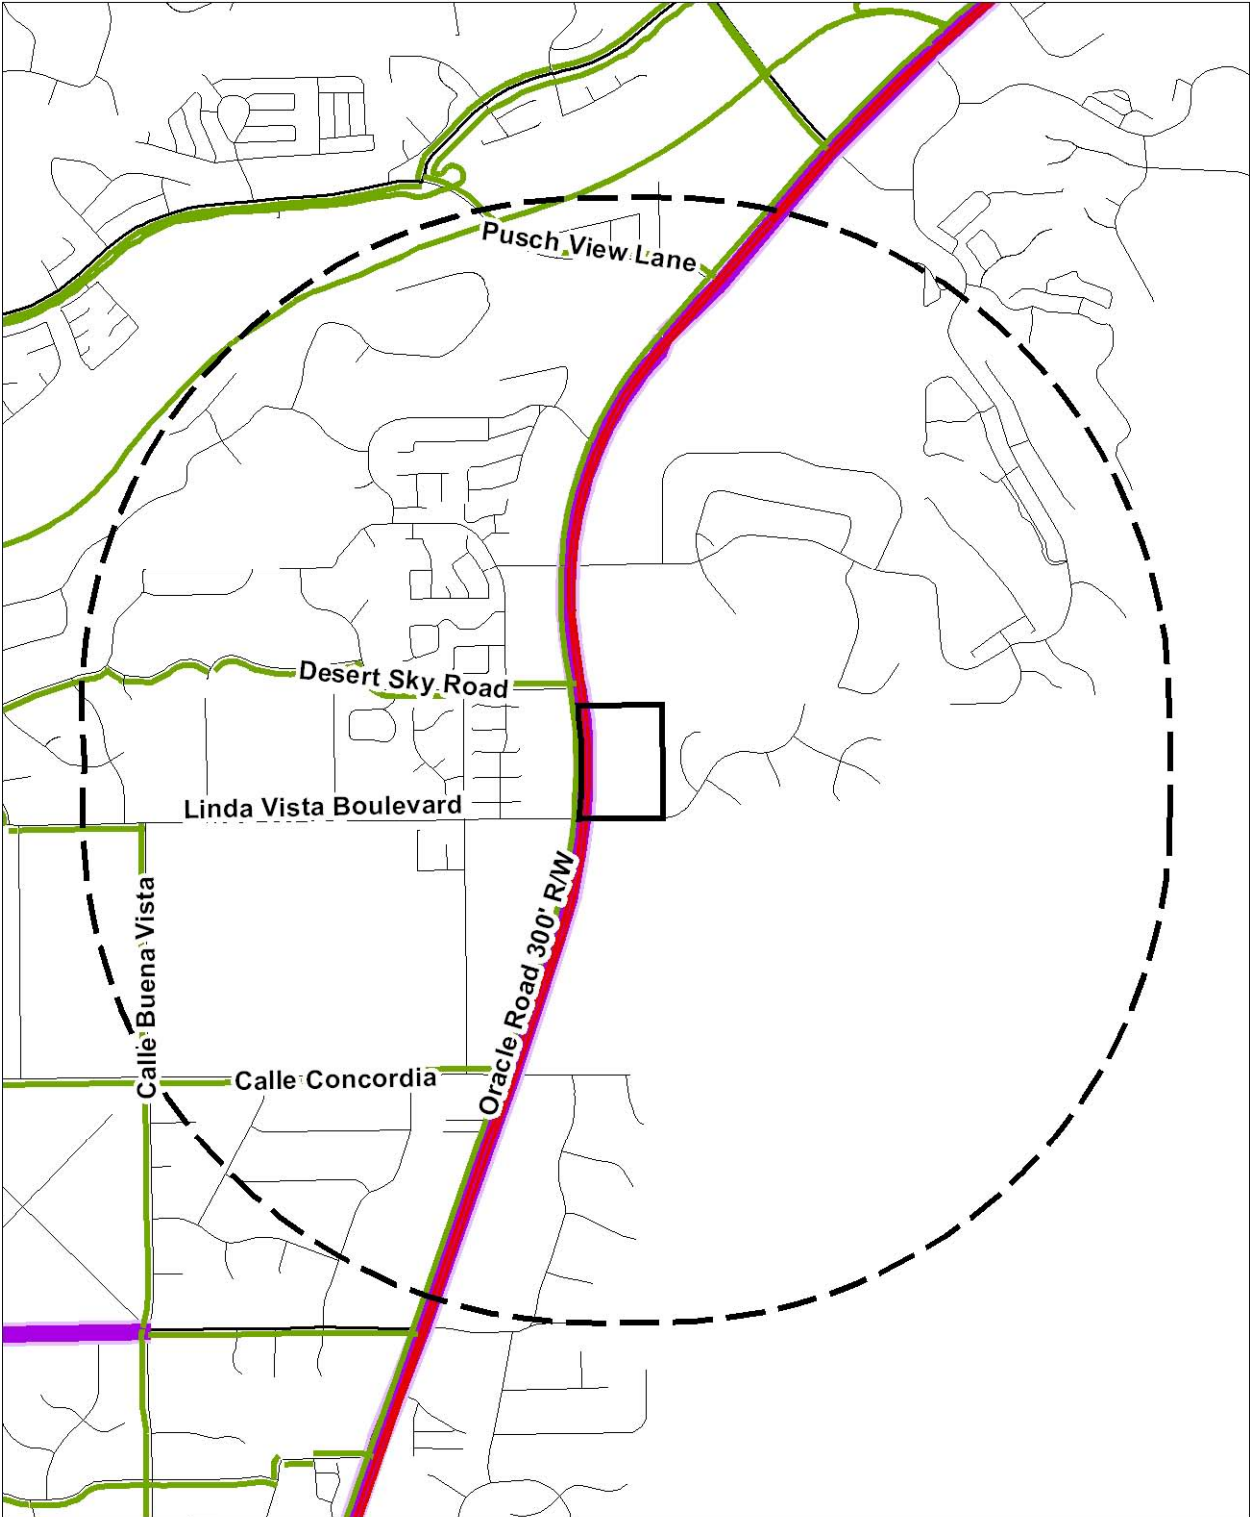 Pusch View Lane
Desert Sky Road
Linda Vista Boulevard
Oracle Road 300' R/W
Calle Buena Vista
Calle Concordia